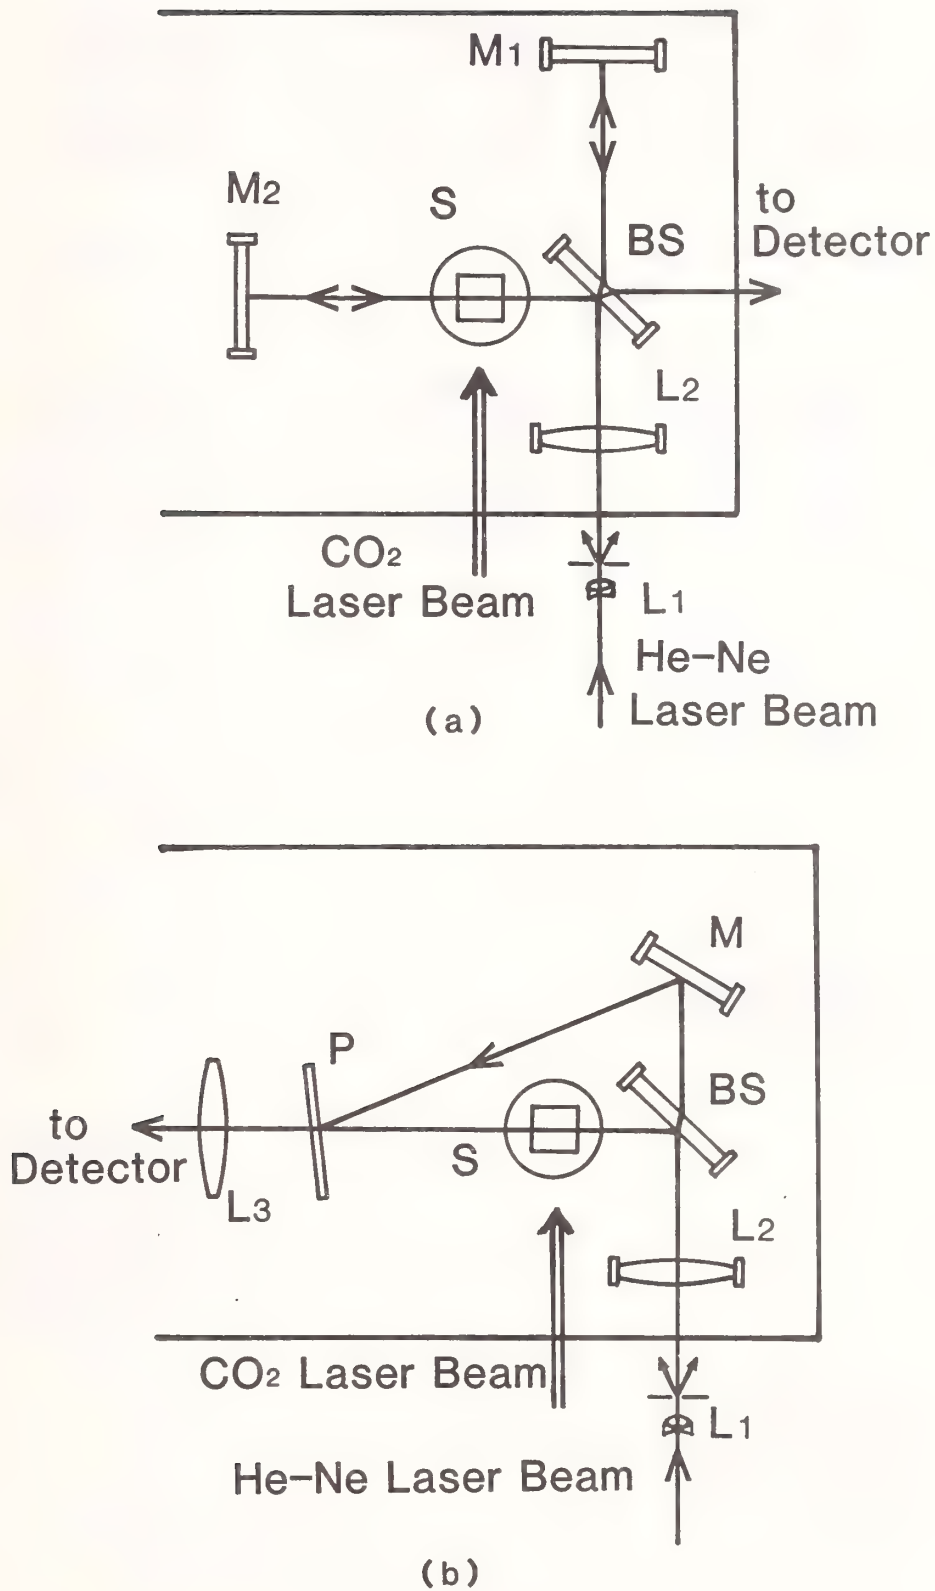 M1
M2
S
BS
to
Detector
L2
CO2
Laser Beam
L1
He-Ne
Laser Beam
(a)
M
P
BS
to
Detector
S
L3
L2
CO2 Laser Beam
L1
He-Ne Laser Beam
(b)